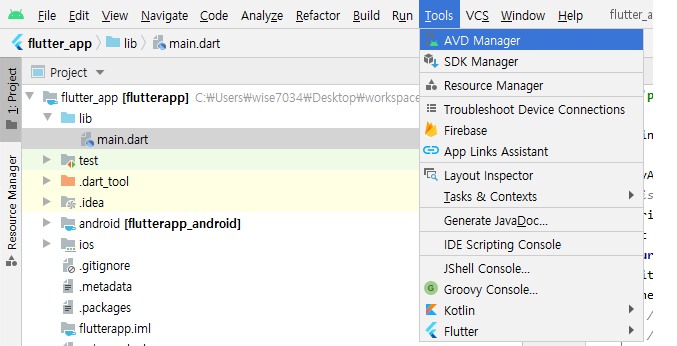 File Edit View Navigate Code Analyze Refactor Build Run Tools VCS Window Help flutter_a
flutter_app lib main.dart
AVD Manager
SDK Manager
Resource Manager
Troubleshoot Device Connections
Firebase
App Links Assistant
Layout Inspector
Tasks & Contexts
Generate JavaDoc...
IDE Scripting Console
JShell Console...
Groovy Console...
Kotlin
Flutter
1: Project
Resource Manager
Project
flutter_app [flutterapp] C:\Users\wise7034\Desktop\workspace
lib
main.dart
test
.dart_tool
.idea
android [flutterapp_android]
ios
.gitignore
.metadata
.packages
flutterapp.iml